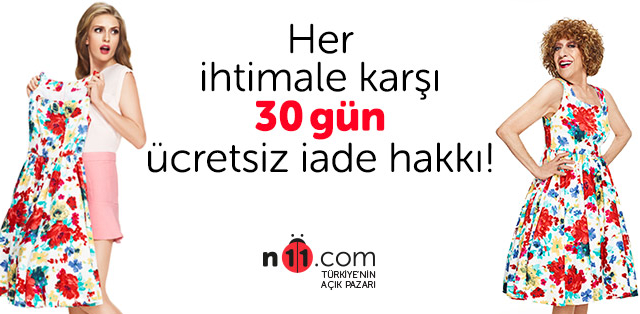 Her
ihtimale karşı
30 gün
ücretsiz iade hakkı!
n11.com
TÜRKİYE'NİN
AÇIK PAZARI